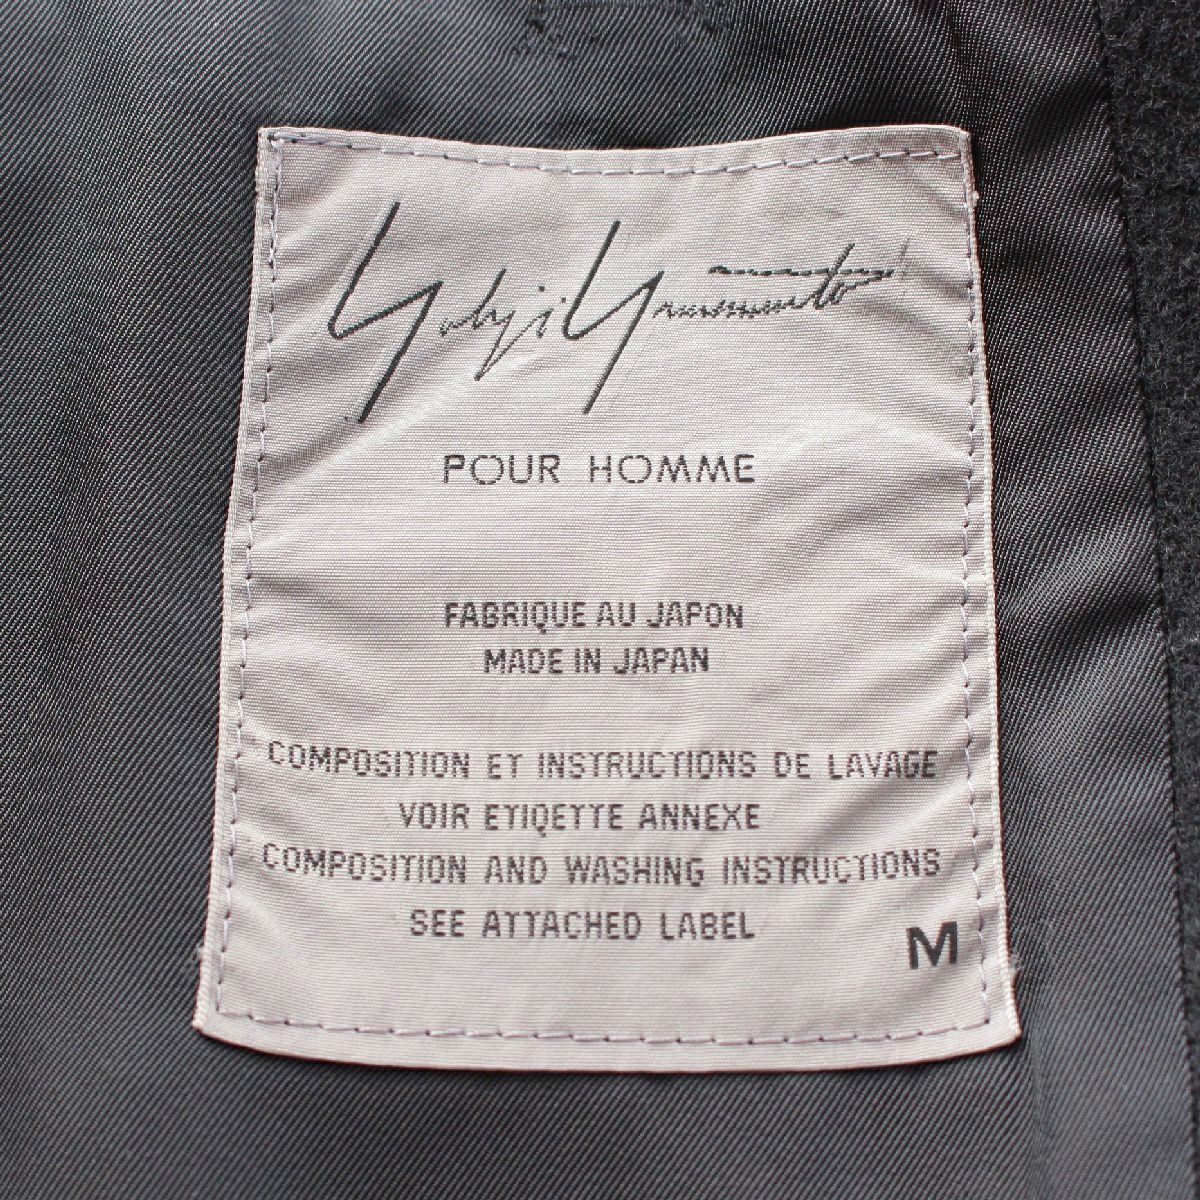 Yohji Yamamoto
POUR HOMME
FABRIQUE AU JAPON
MADE IN JAPAN
COMPOSITION ET INSTRUCTIONS DE LAVAGE
VOIR ETIQETTE ANNEXE
COMPOSITION AND WASHING INSTRUCTIONS
SEE ATTACHED LABEL
M